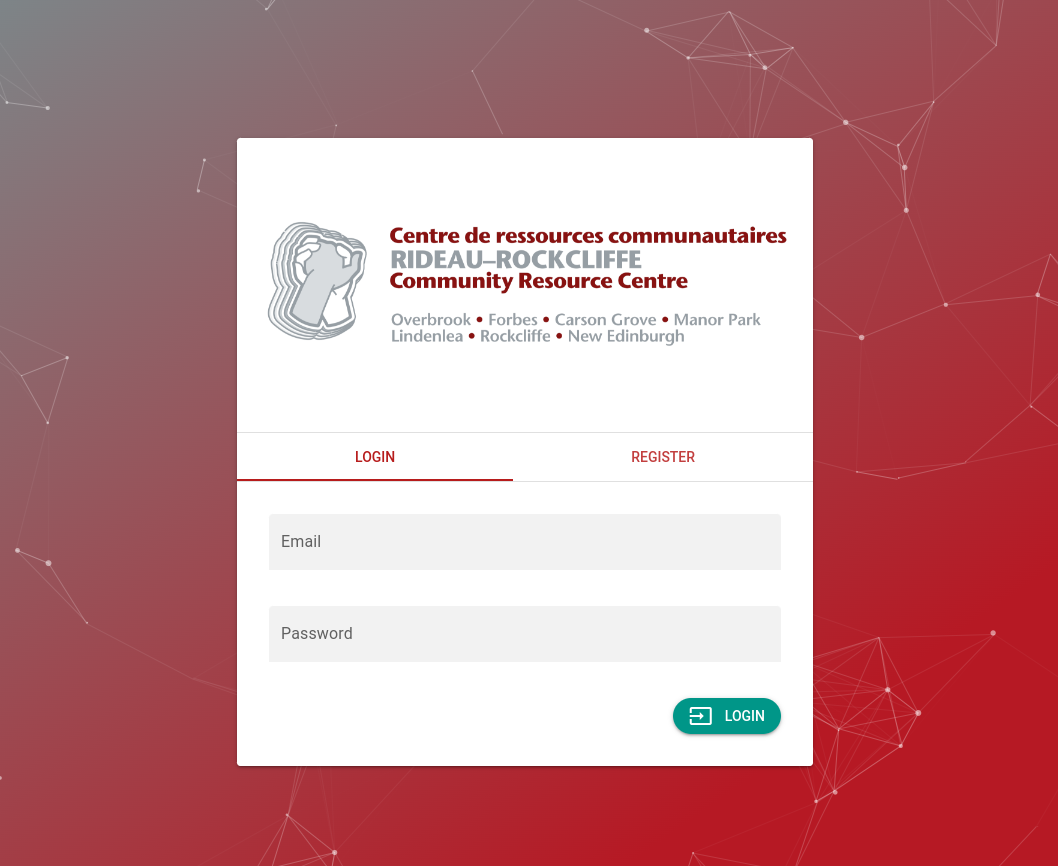 Centre de ressources communautaires
RIDEAU–ROCKCLIFFE
Community Resource Centre
Overbrook • Forbes • Carson Grove • Manor Park
Lindenlea • Rockcliffe • New Edinburgh
LOGIN REGISTER
Email
Password
LOGIN